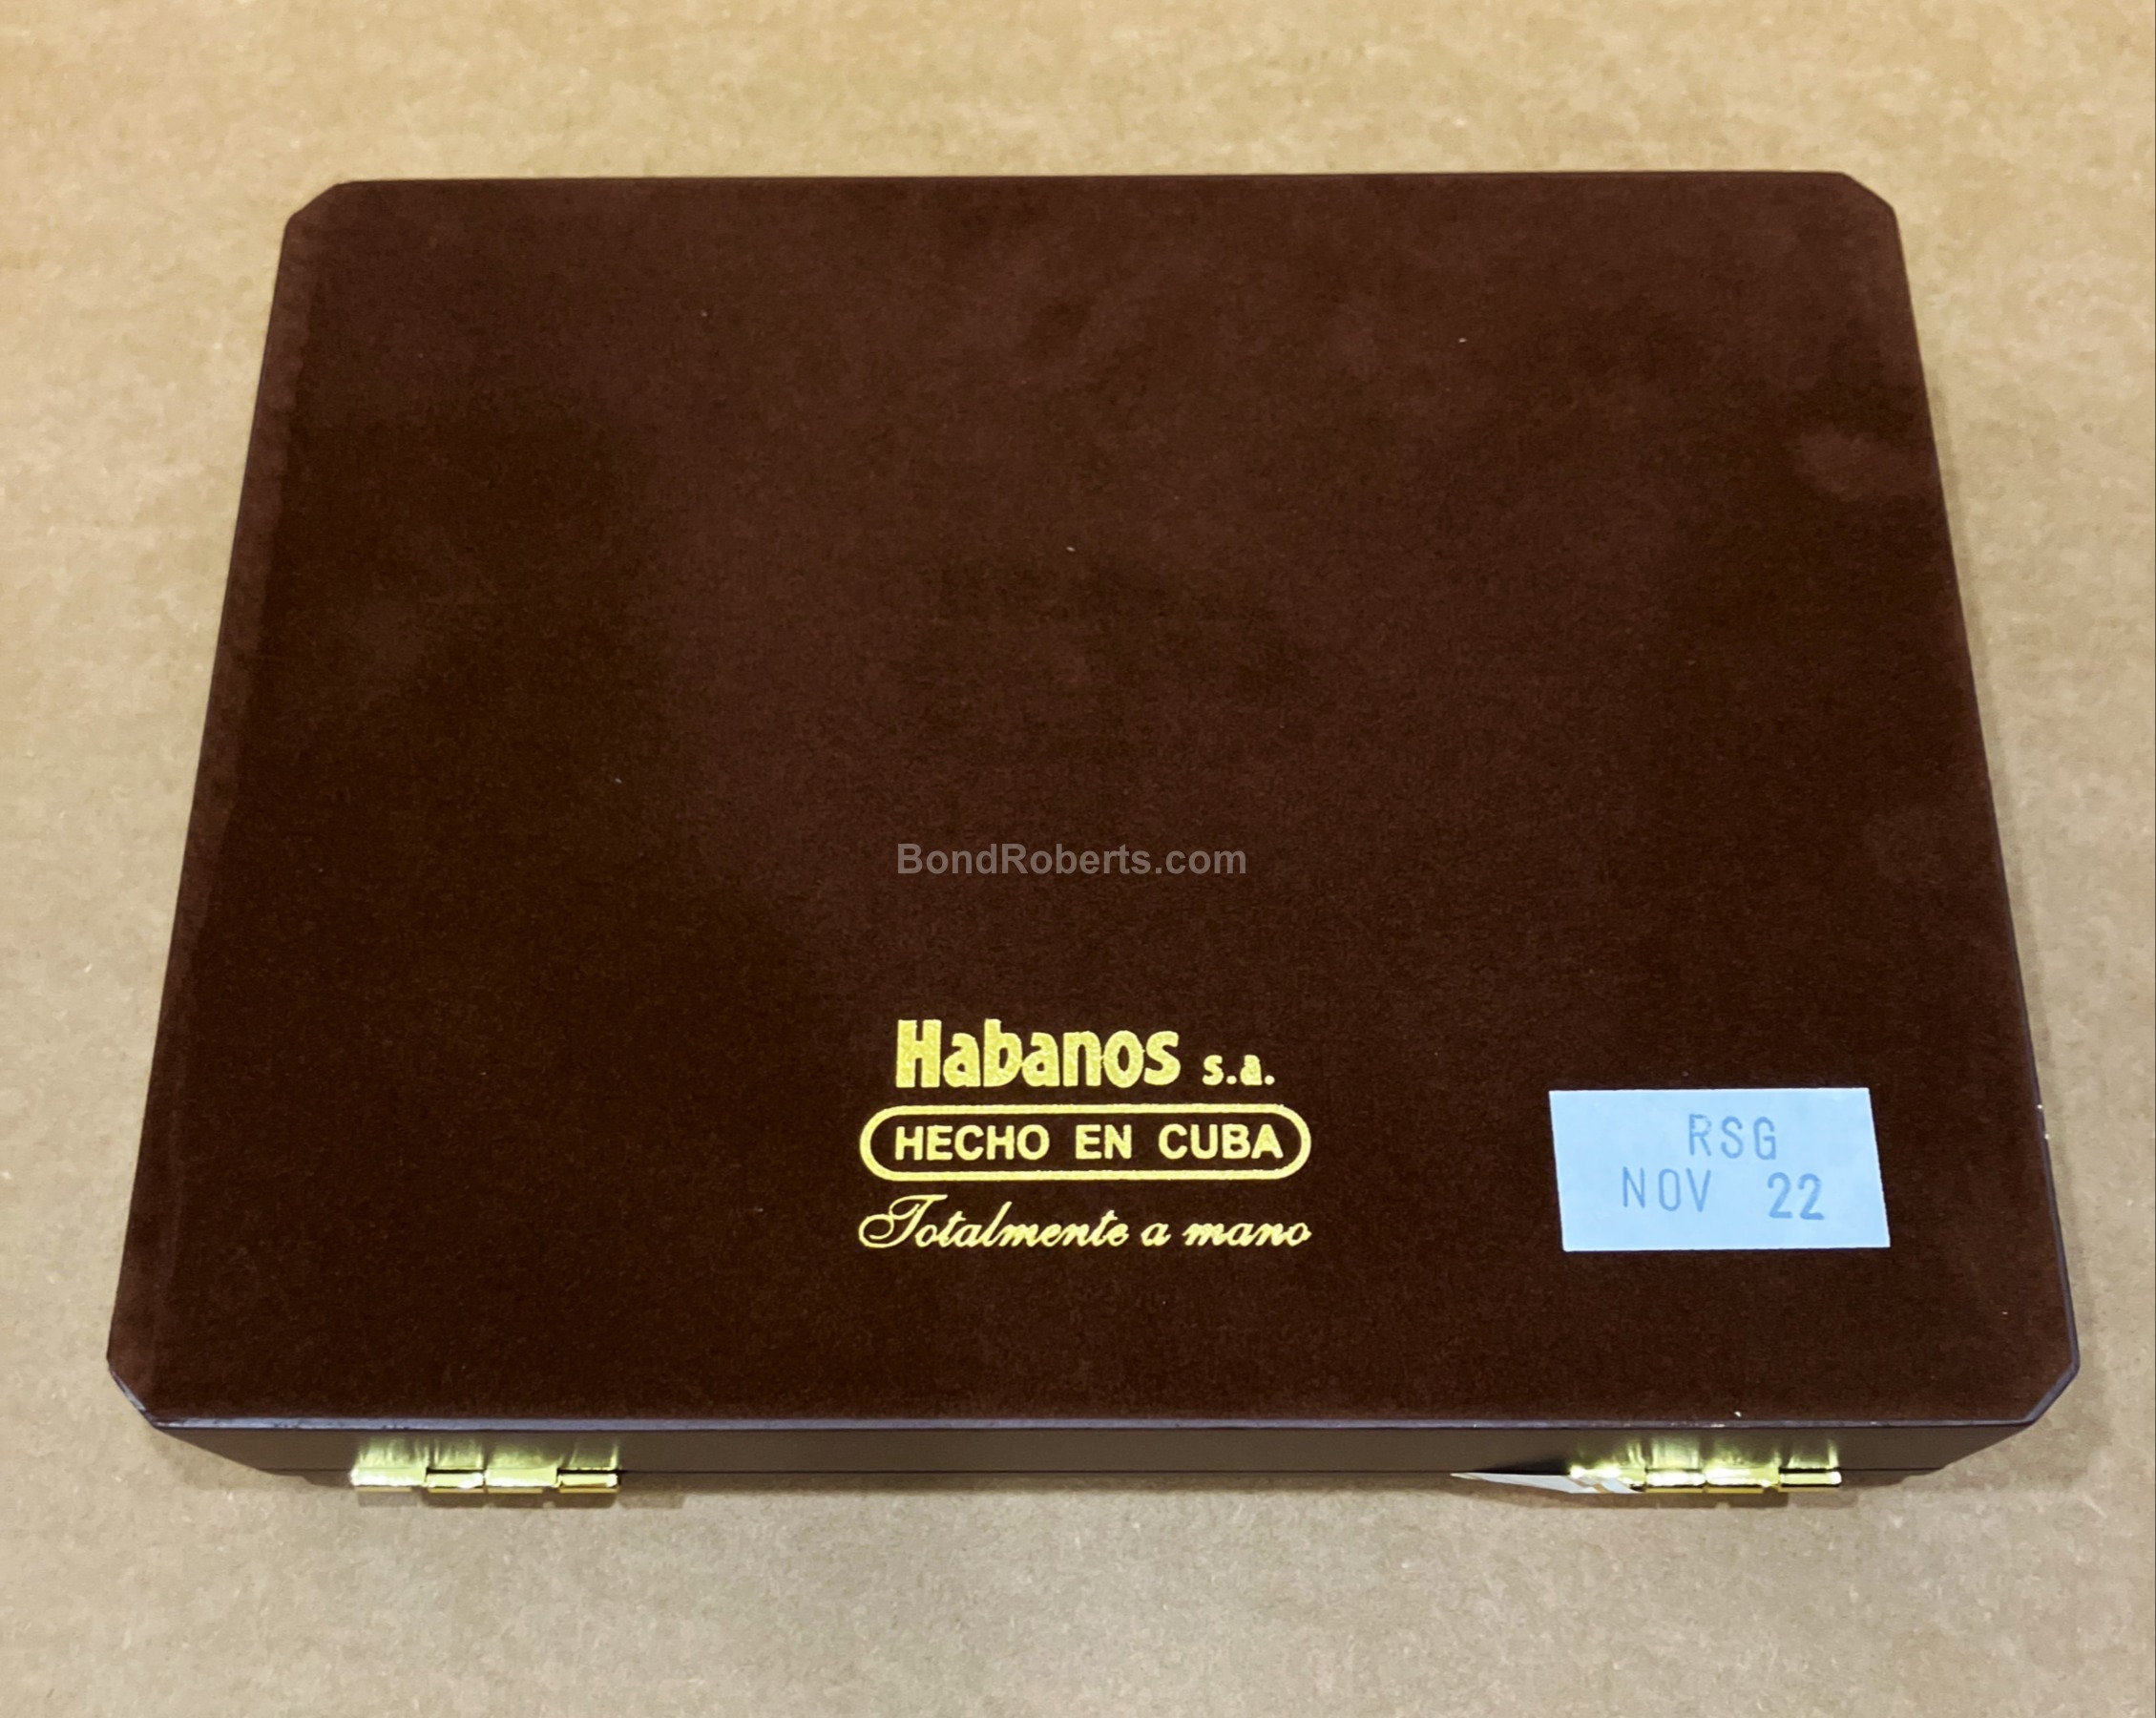 BondRoberts.com
Habanos s.a.
HECHO EN CUBA
Totalmente a mano
RSG
NOV 22